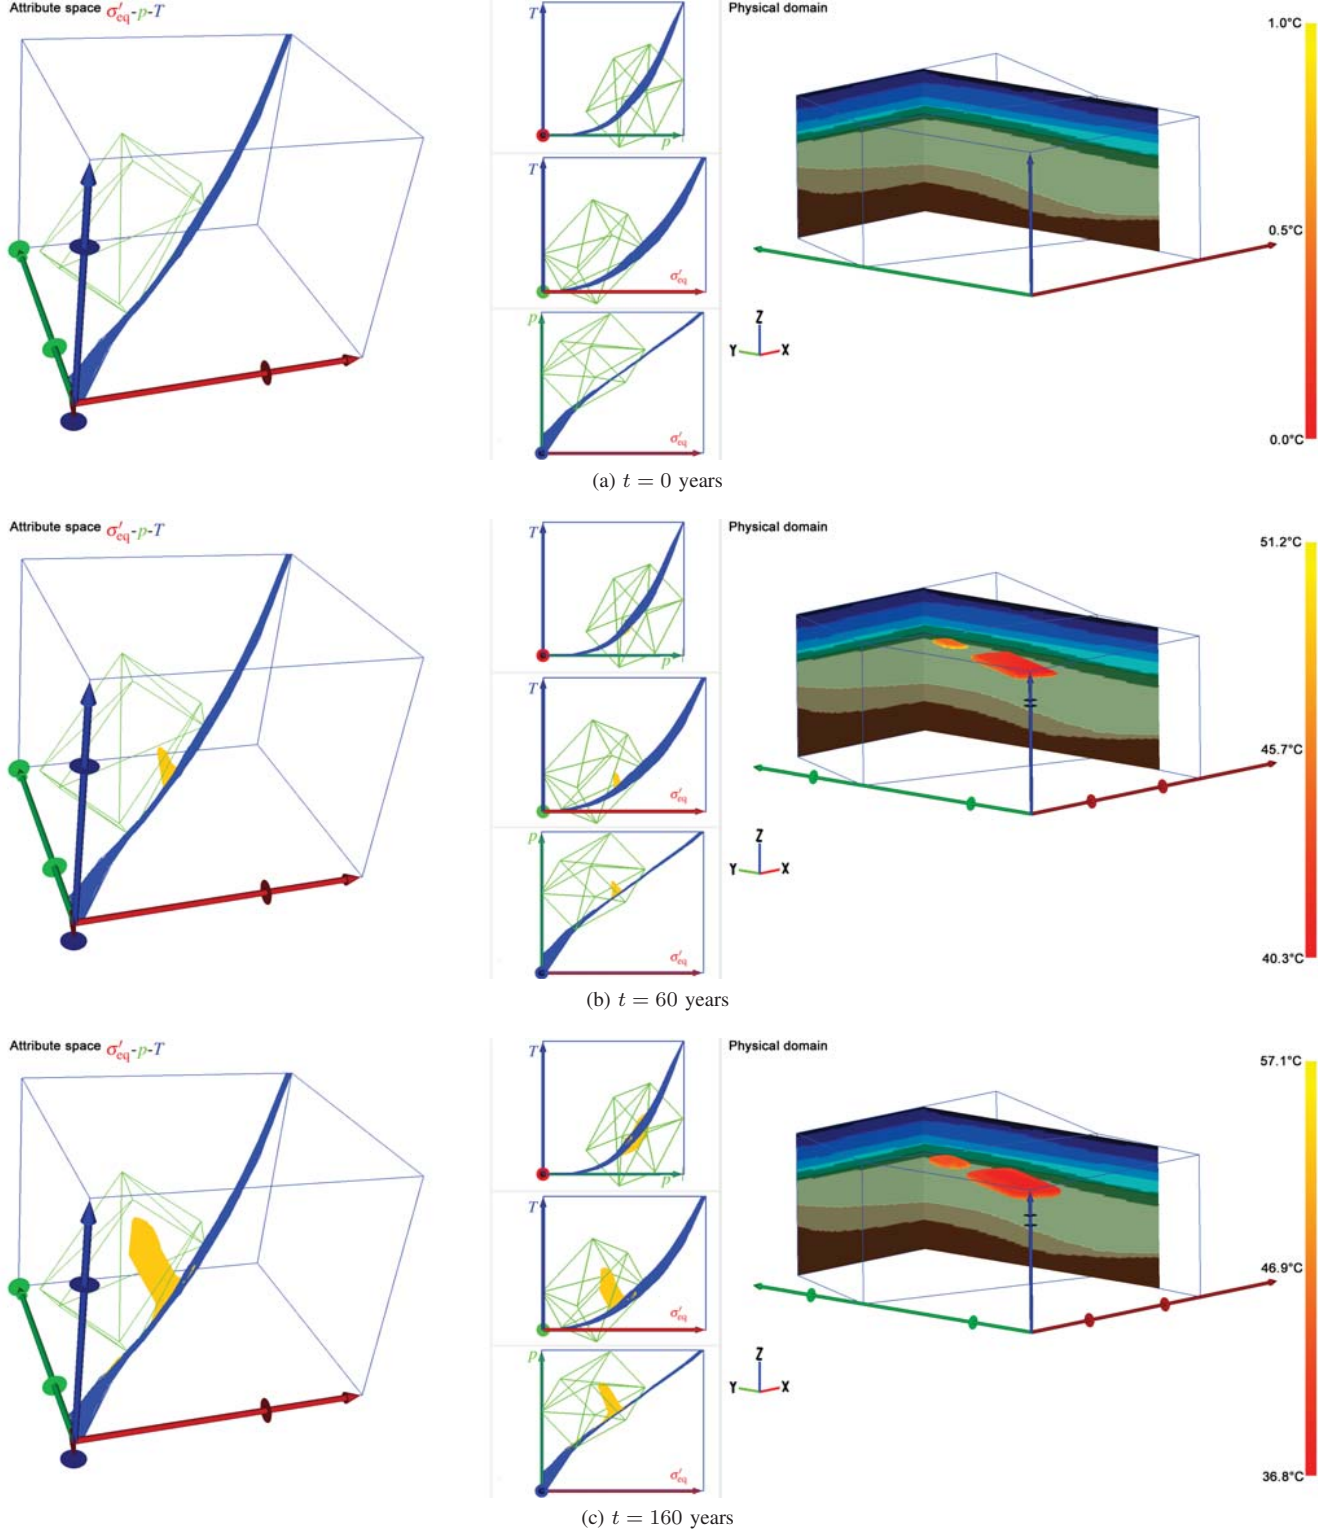 Attribute space σ′eq-p-T
T
p
T
σ′eq
p
σ′eq
Physical domain
Z
Y X
1.0°C
0.5°C
0.0°C
(a) t = 0 years
Attribute space σ′eq-p-T
T
p
T
σ′eq
p
σ′eq
Physical domain
Z
Y X
51.2°C
45.7°C
40.3°C
(b) t = 60 years
Attribute space σ′eq-p-T
T
p
T
σ′eq
p
σ′eq
Physical domain
Z
Y X
57.1°C
46.9°C
36.8°C
(c) t = 160 years